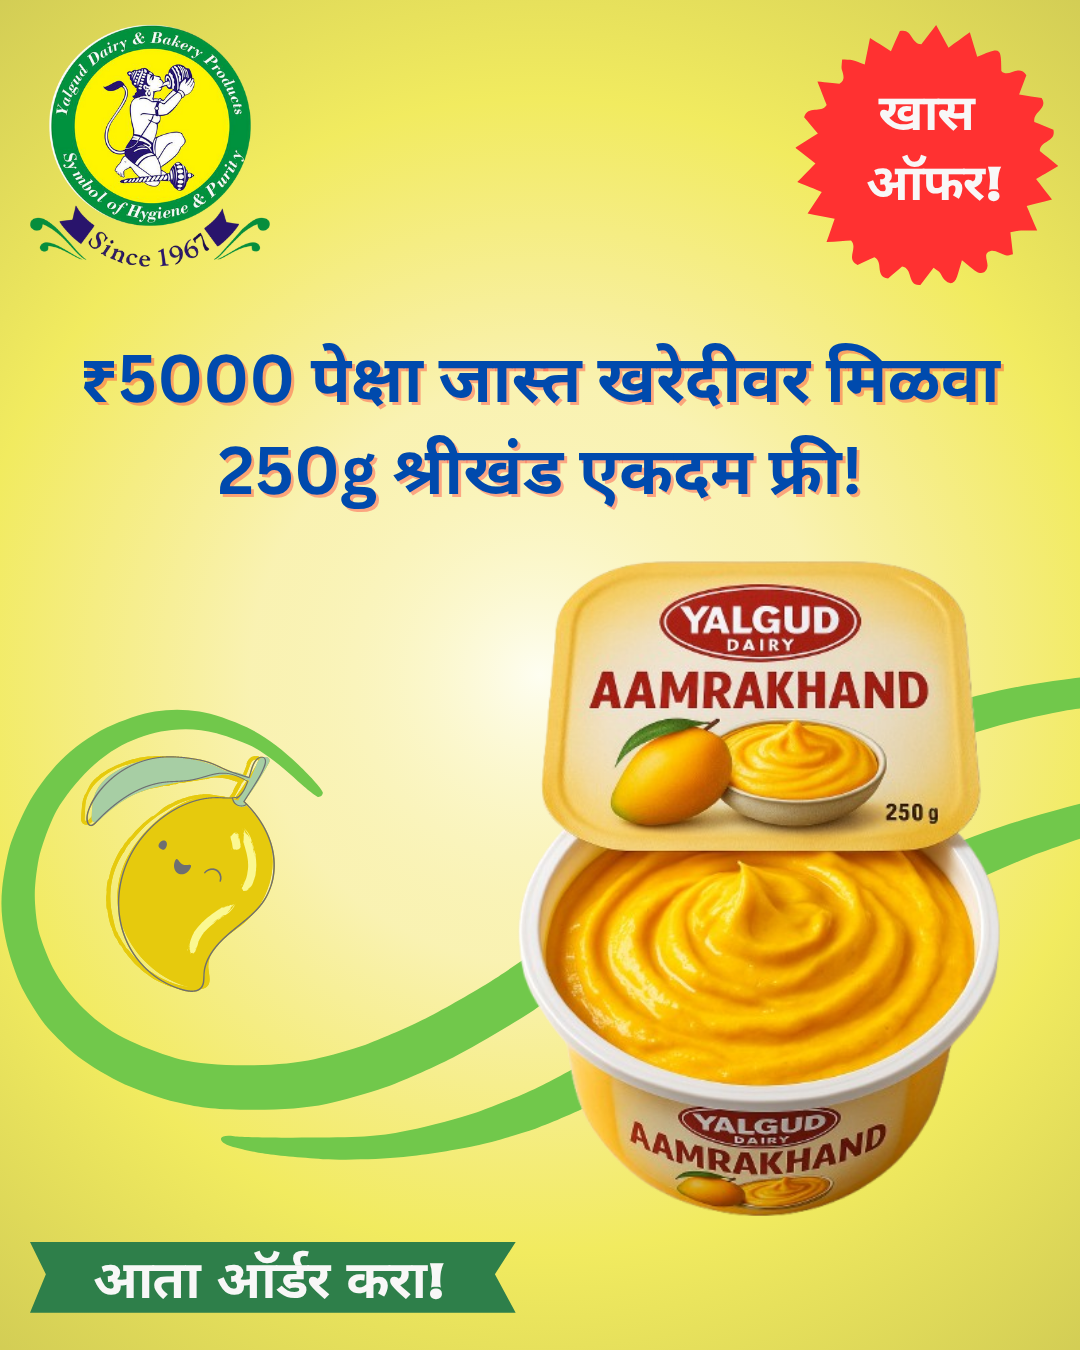 Yalgud Dairy & Bakery Products
Symbol of Hygiene & Purity
Since 1967
खास
ऑफर!
₹5000 पेक्षा जास्त खरेदीवर मिळवा
250g श्रीखंड एकदम फ्री!
YALGUD
DAIRY
AAMRAKHAND
250 g
YALGUD
DAIRY
AAMRAKHAND
आता ऑर्डर करा!